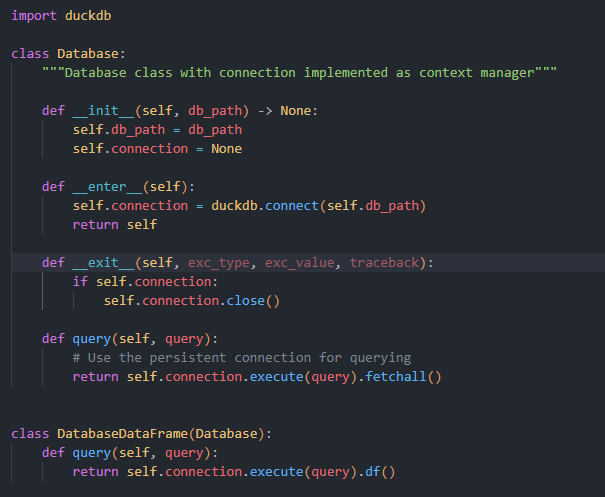 import duckdb

class Database:
    """Database class with connection implemented as context manager"""

    def __init__(self, db_path) -> None:
        self.db_path = db_path
        self.connection = None

    def __enter__(self):
        self.connection = duckdb.connect(self.db_path)
        return self

    def __exit__(self, exc_type, exc_value, traceback):
        if self.connection:
            self.connection.close()

    def query(self, query):
        # Use the persistent connection for querying
        return self.connection.execute(query).fetchall()


class DatabaseDataFrame(Database):
    def query(self, query):
        return self.connection.execute(query).df()